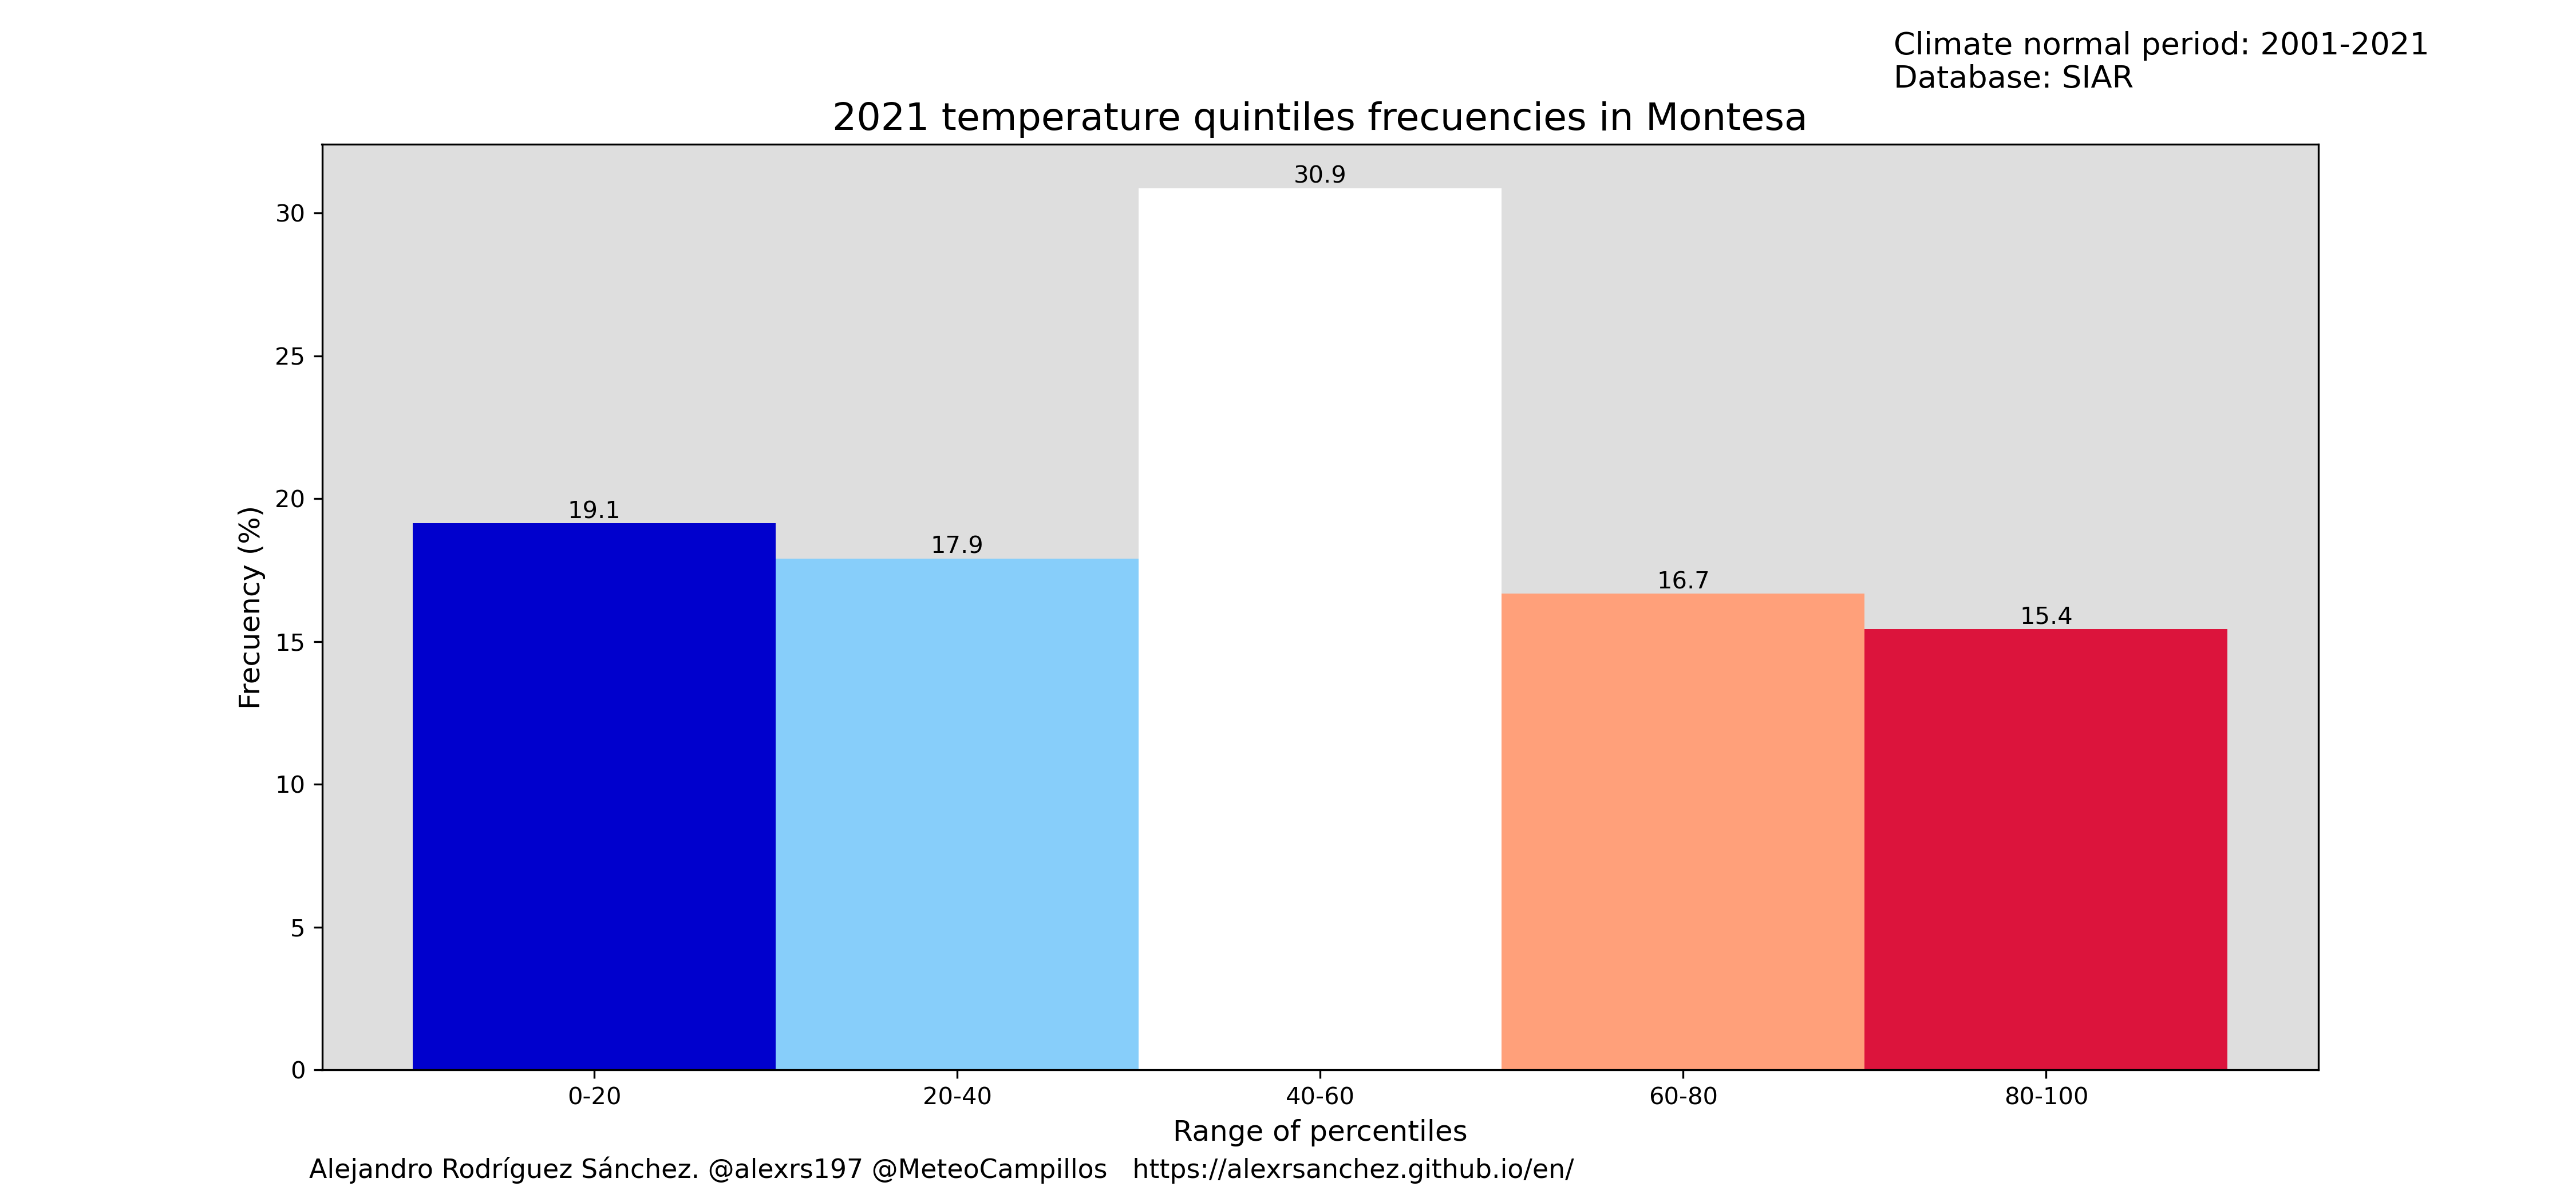 Climate normal period: 2001-2021
Database: SIAR
2021 temperature quintiles frecuencies in Montesa
Frecuency (%)
30
25
20
15
10
5
0
19.1
17.9
30.9
16.7
15.4
0-20
20-40
40-60
60-80
80-100
Range of percentiles
Alejandro Rodríguez Sánchez. @alexrs197 @MeteoCampillos   https://alexrsanchez.github.io/en/